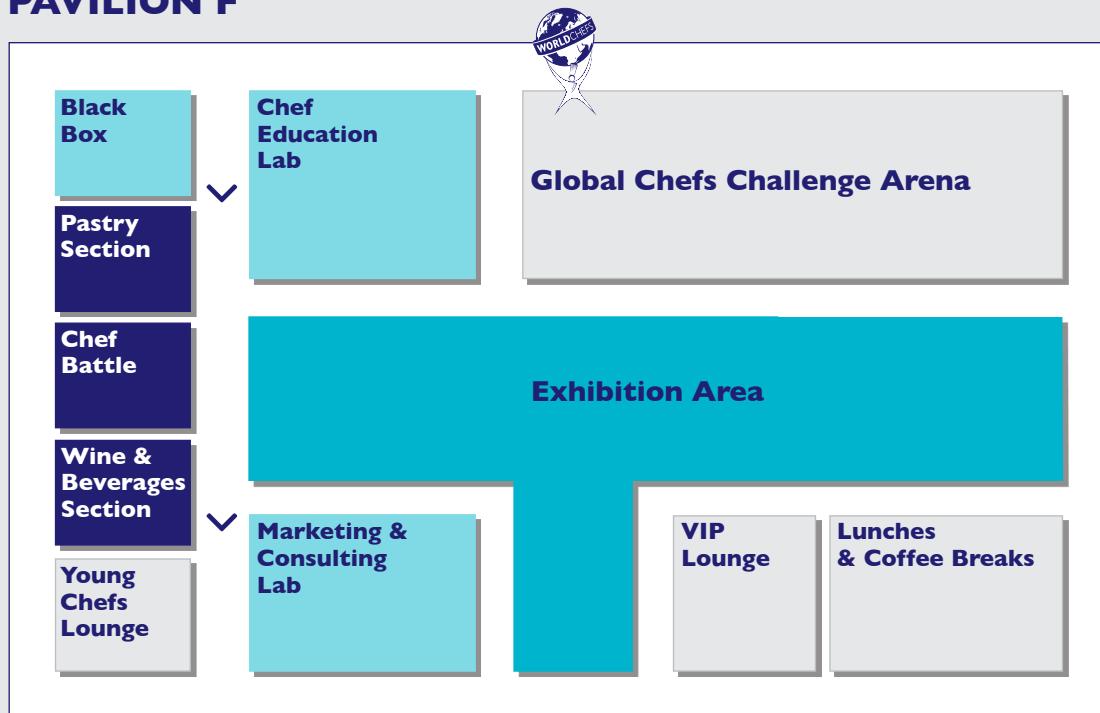 PAVILION F
WORLDCHEFS
Black
Box
Chef
Education
Lab
Global Chefs Challenge Arena
Pastry
Section
Chef
Battle
Exhibition Area
Wine &
Beverages
Section
Marketing &
Consulting
Lab
VIP
Lounge
Lunches
& Coffee Breaks
Young
Chefs
Lounge